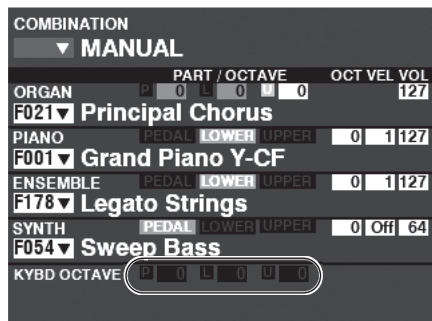 COMBINATION
▼ MANUAL
PART / OCTAVE OCT VEL VOL
ORGAN P 0 L 0 U 0 127
F021▼ Principal Chorus
PIANO PEDAL LOWER UPPER 0 1 127
F001▼ Grand Piano Y-CF
ENSEMBLE PEDAL LOWER UPPER 0 1 127
F178▼ Legato Strings
SYNTH PEDAL LOWER UPPER 0 Off 64
F054▼ Sweep Bass
KYBD OCTAVE P 0 L 0 U 0